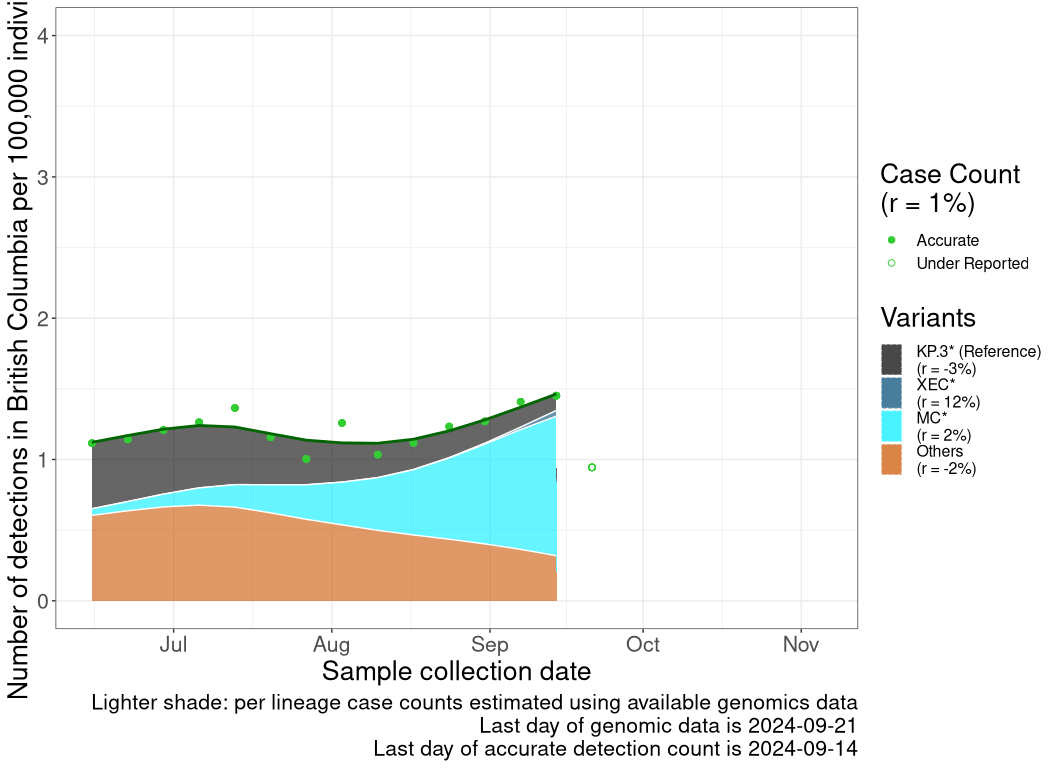 Number of detections in British Columbia per 100,000
4
3
2
1
0
Jul
Aug
Sep
Oct
Nov
Sample collection date
Lighter shade: per lineage case counts estimated using available genomics data
Last day of genomic data is 2024-09-21
Last day of accurate detection count is 2024-09-14
Case Count
(r = 1%)
Accurate
Under Reported
Variants
KP.3* (Reference)
(r = -3%)
XEC*
(r = 12%)
MC*
(r = 2%)
Others
(r = -2%)